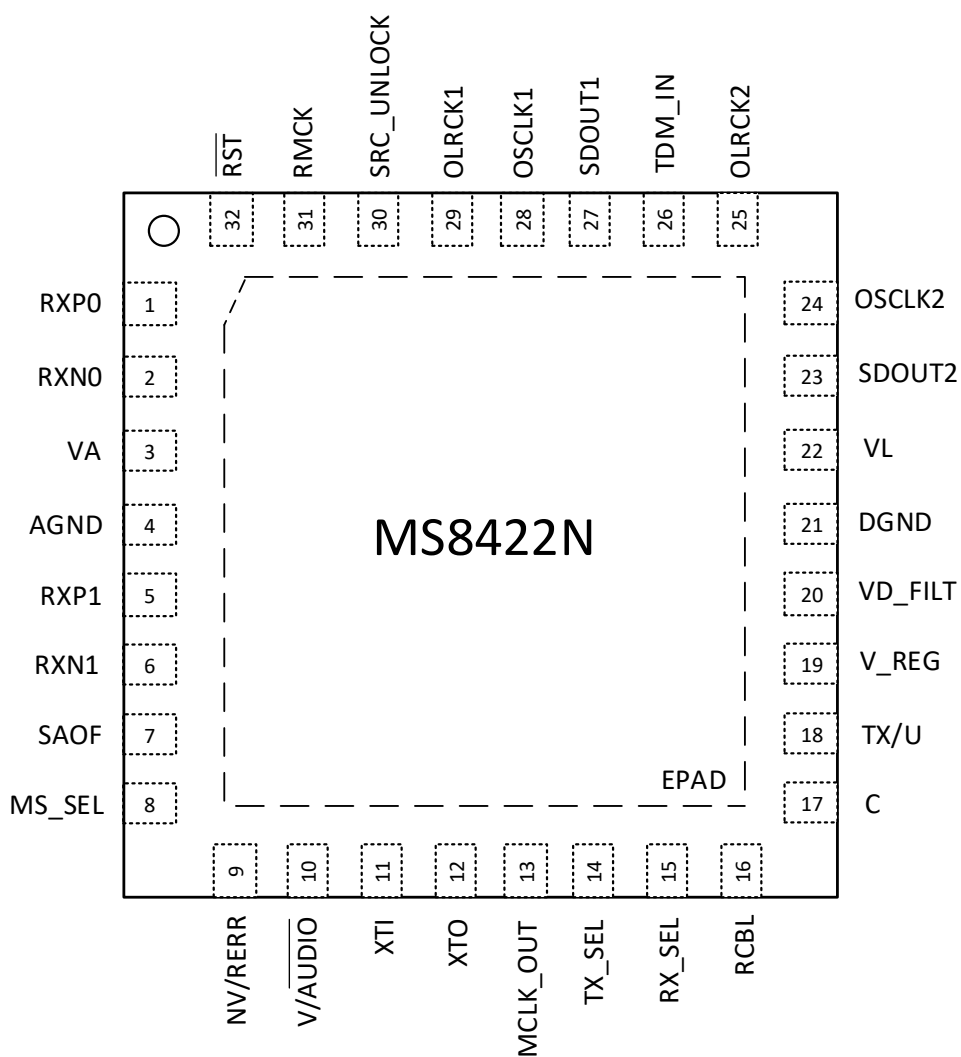 RST
RMCK
SRC_UNLOCK
OLRCK1
OSCLK1
SDOUT1
TDM_IN
OLRCK2
32
31
30
29
28
27
26
25
RXP0 1
RXN0 2
VA 3
AGND 4
RXP1 5
RXN1 6
SAOF 7
MS_SEL 8
MS8422N
EPAD
24 OSCLK2
23 SDOUT2
22 VL
21 DGND
20 VD_FILT
19 V_REG
18 TX/U
17 C
9
10
11
12
13
14
15
16
NV/RERR
V/AUDIO
XTI
XTO
MCLK_OUT
TX_SEL
RX_SEL
RCBL